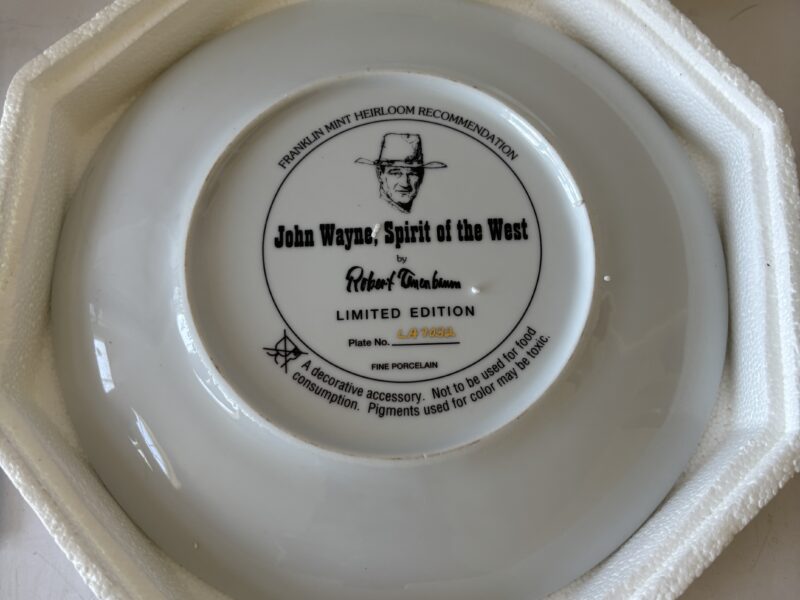 FRANKLIN MINT HEIRLOOM RECOMMENDATION
John Wayne, Spirit of the West
by
Robert Tanenbaum
LIMITED EDITION
Plate No. LA7032
FINE PORCELAIN
A decorative accessory. Not to be used for food
consumption. Pigments used for color may be toxic.